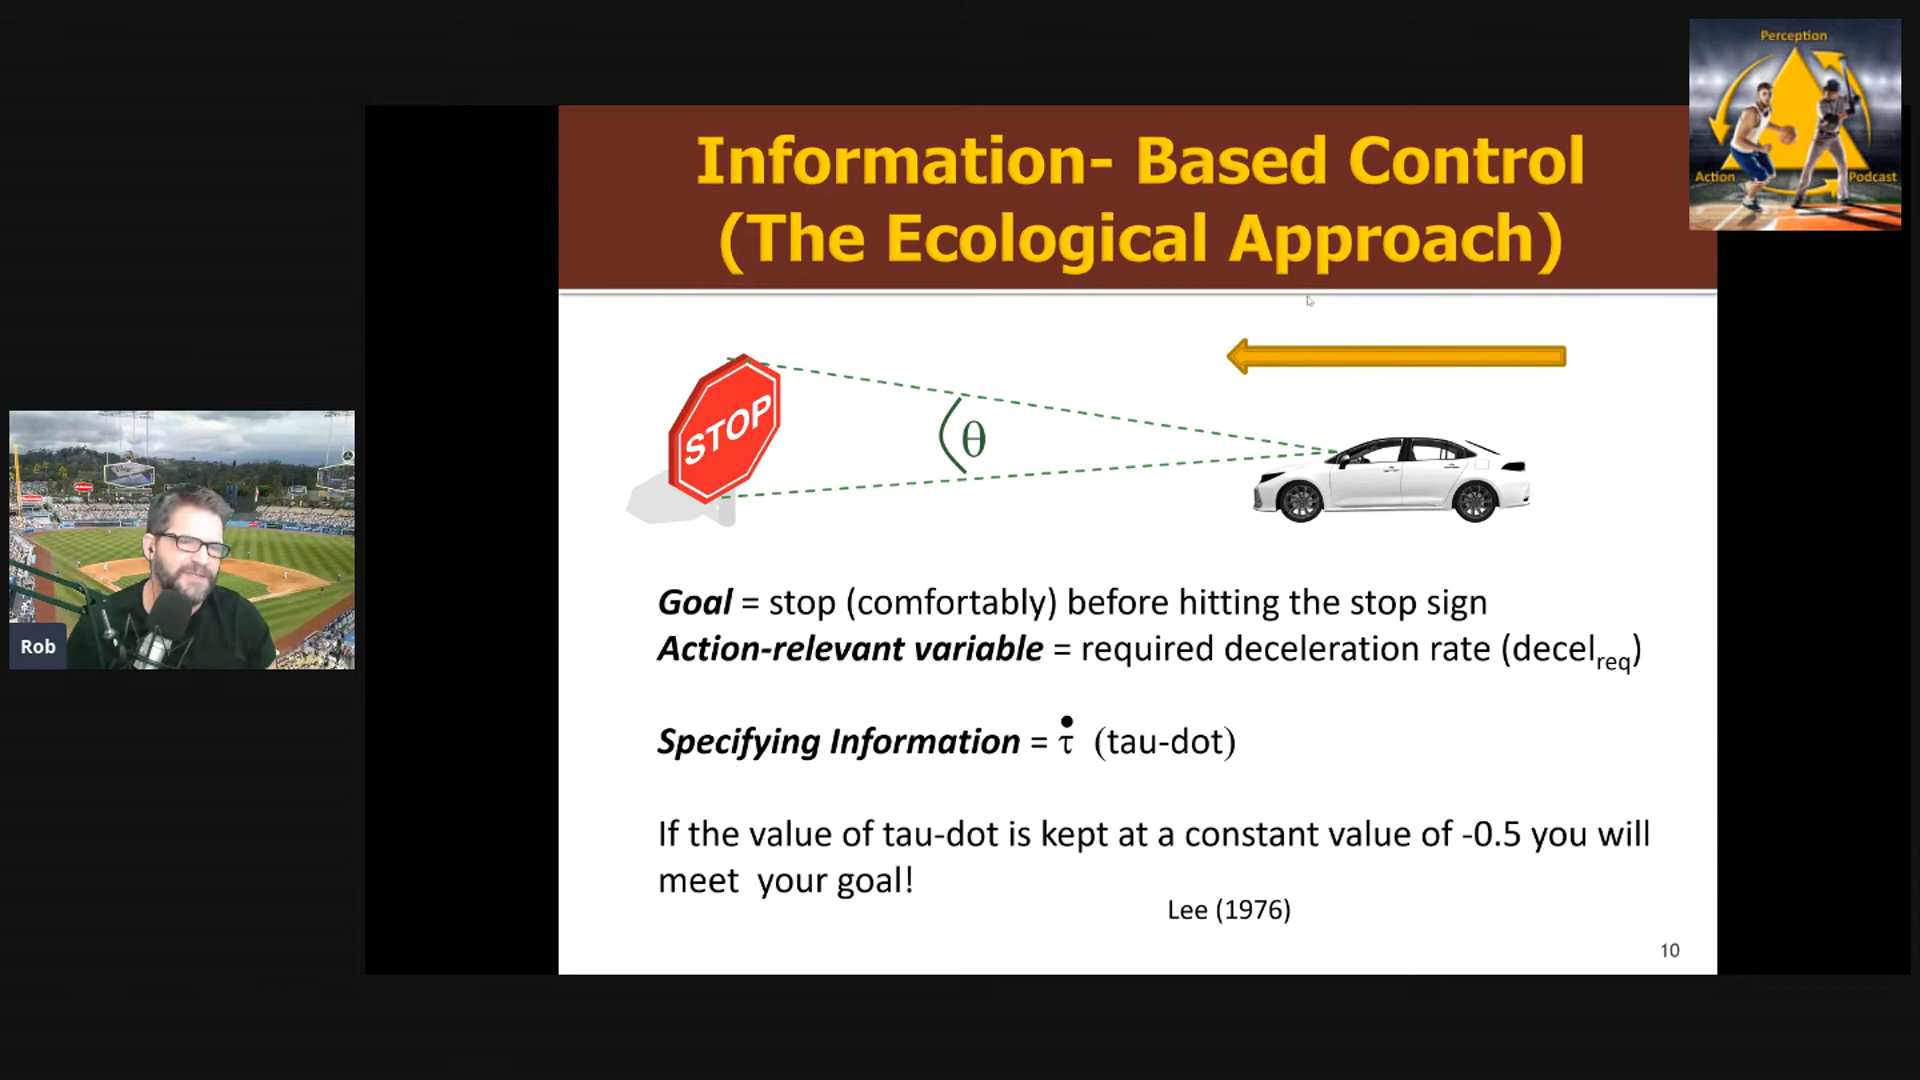 Perception
Action
Podcast
Information- Based Control
(The Ecological Approach)
STOP
θ
Goal = stop (comfortably) before hitting the stop sign
Action-relevant variable = required deceleration rate (decelreq)
Specifying Information = τ̇ (tau-dot)
If the value of tau-dot is kept at a constant value of -0.5 you will
meet your goal!
Lee (1976)
10
Rob